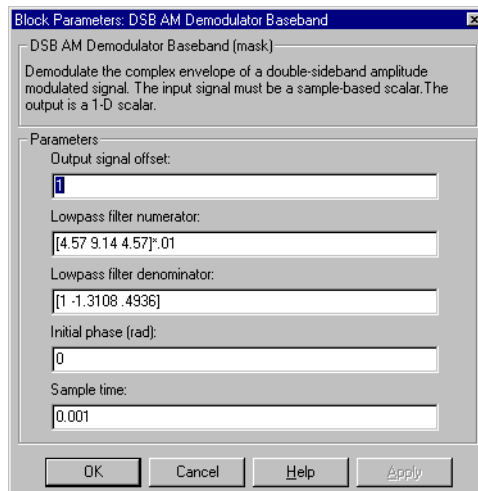 Block Parameters: DSB AM Demodulator Baseband
DSB AM Demodulator Baseband (mask)
Demodulate the complex envelope of a double-sideband amplitude
modulated signal. The input signal must be a sample-based scalar.The
output is a 1-D scalar.
Parameters
Output signal offset:
1
Lowpass filter numerator:
[4.57 9.14 4.57]*.01
Lowpass filter denominator:
[1 -1.3108 .4936]
Initial phase (rad):
0
Sample time:
0.001
OK Cancel Help Apply